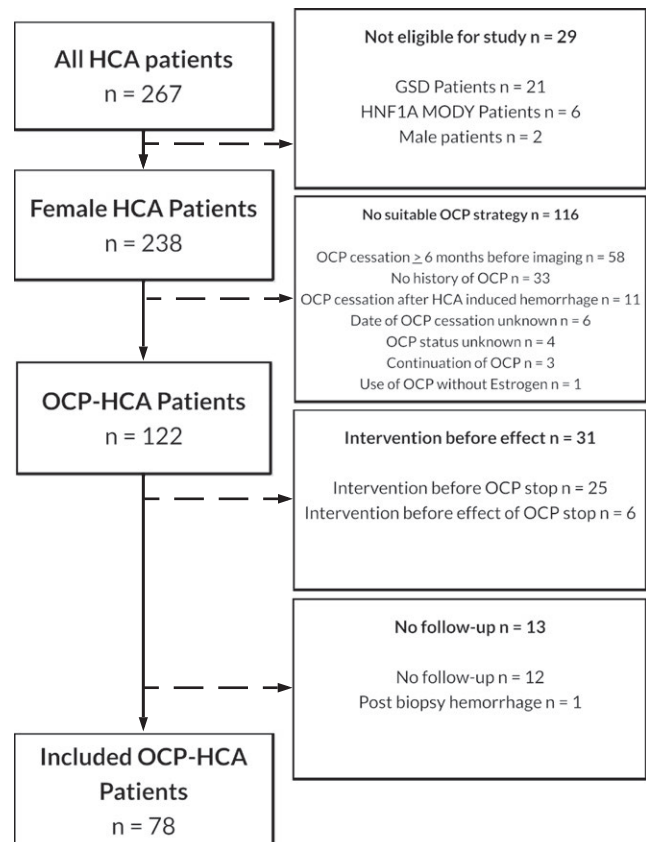 All HCA patients
n = 267
Not eligible for study n = 29
GSD Patients n = 21
HNF1A MODY Patients n = 6
Male patients n = 2
Female HCA Patients
n = 238
No suitable OCP strategy n = 116
OCP cessation ≥ 6 months before imaging n = 58
No history of OCP n = 33
OCP cessation after HCA induced hemorrhage n = 11
Date of OCP cessation unknown n = 6
OCP status unknown n = 4
Continuation of OCP n = 3
Use of OCP without Estrogen n = 1
OCP-HCA Patients
n = 122
Intervention before effect n = 31
Intervention before OCP stop n = 25
Intervention before effect of OCP stop n = 6
No follow-up n = 13
No follow-up n = 12
Post biopsy hemorrhage n = 1
Included OCP-HCA
Patients
n = 78